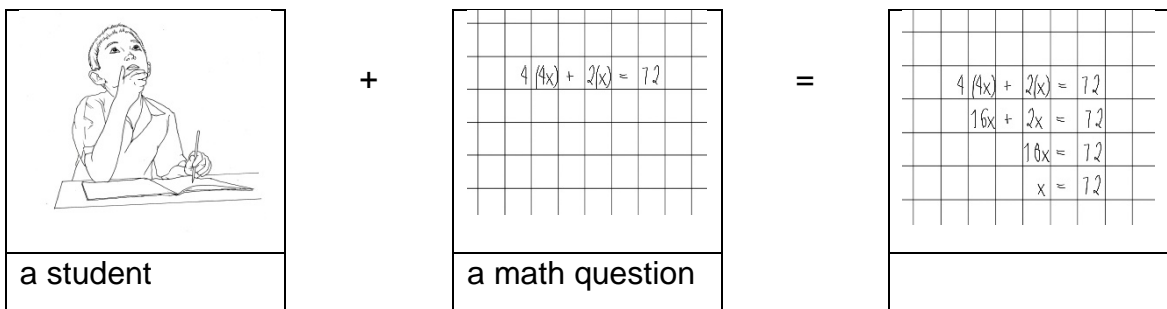 +
4(4x) + 2(x) = 72
=
4(4x) + 2(x) = 72
16x + 2x = 72
18x = 72
x = 72
a student
a math question